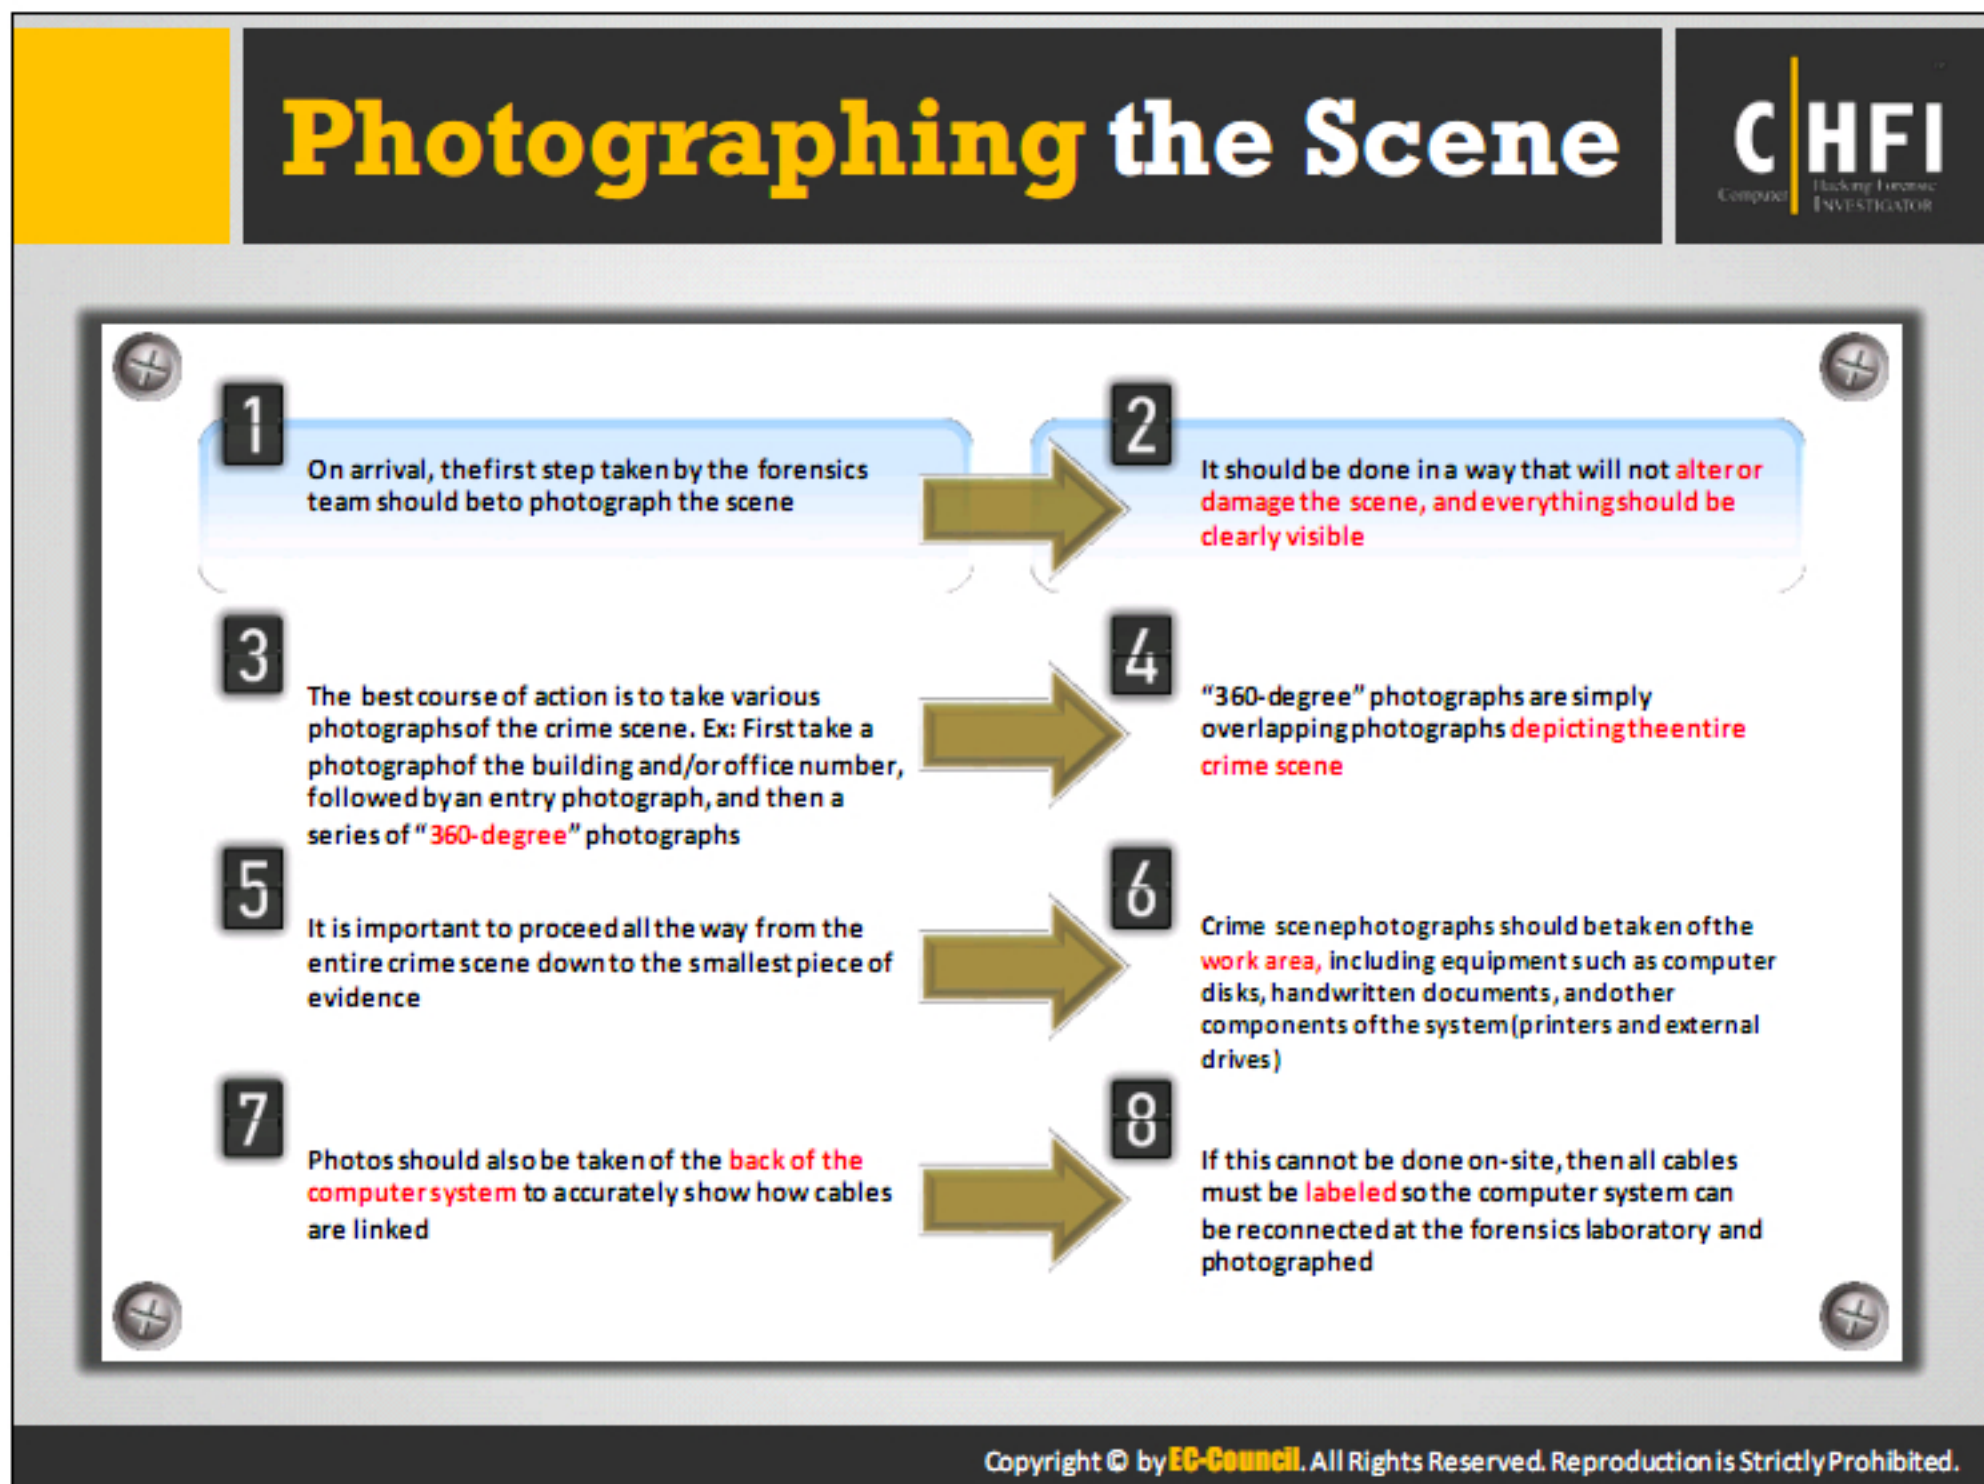 Photographing the Scene
C HFI
Computer
Hacking Forensic
INVESTIGATOR
1
On arrival, the first step taken by the forensics
team should be to photograph the scene
2
It should be done in a way that will not alter or
damage the scene, and everything should be
clearly visible
3
The best course of action is to take various
photographs of the crime scene. Ex: First take a
photograph of the building and/or office number,
followed by an entry photograph, and then a
series of “360-degree” photographs
4
“360-degree” photographs are simply
overlapping photographs depicting the entire
crime scene
5
It is important to proceed all the way from the
entire crime scene down to the smallest piece of
evidence
6
Crime scene photographs should be taken of the
work area, including equipment such as computer
disks, handwritten documents, and other
components of the system (printers and external
drives)
7
Photos should also be taken of the back of the
computer system to accurately show how cables
are linked
8
If this cannot be done on-site, then all cables
must be labeled so the computer system can
be reconnected at the forensics laboratory and
photographed
Copyright © by EC-Council. All Rights Reserved. Reproduction is Strictly Prohibited.